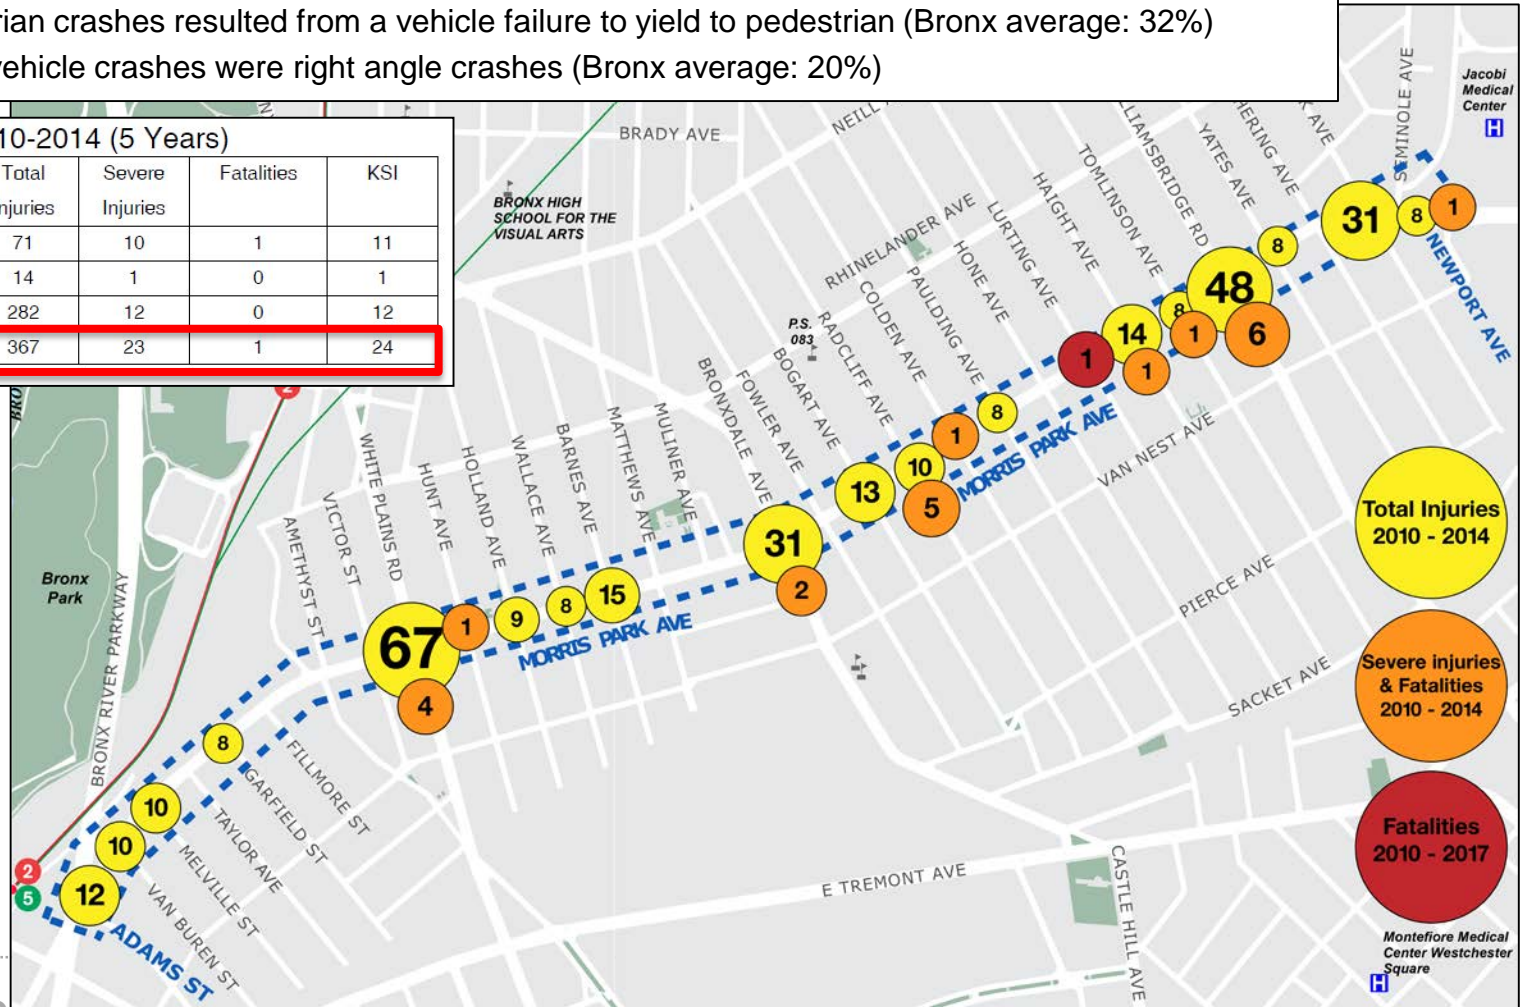 rian crashes resulted from a vehicle failure to yield to pedestrian (Bronx average: 32%)
vehicle crashes were right angle crashes (Bronx average: 20%)
10-2014 (5 Years)
Total Severe Fatalities KSI
njuries Injuries
71 10 1 11
14 1 0 1
282 12 0 12
367 23 1 24
BRADY AVE
NEILL
SEMINOLE AVE
Jacobi
Medical
Center
H
BRONX HIGH
SCHOOL FOR THE
VISUAL ARTS
RHINELANDER AVE
P.S.
083
BRONXDALE AVE
FOWLER AVE
BOGART AVE
RADCLIFF AVE
COLDEN AVE
PAULDING AVE
HONE AVE
LURTING AVE
HAIGHT AVE
TOMLINSON AVE
LLIAMSBRIDGE RD
YATES AVE
HERING AVE
K AVE
31
8
1
NEWPORT AVE
8
48
6
8
1
14
1
1
8
1
10
5
13
MORRIS PARK AVE
VAN NEST AVE
31
2
BRO
2
WHITE PLAINS RD
HUNT AVE
HOLLAND AVE
WALLACE AVE
BARNES AVE
MATTHEWS AVE
MULINER AVE
VICTOR ST
AMETHYST ST
15
8
9
1
67
4
MORRIS PARK AVE
Bronx
Park
BRONX RIVER PARKWAY
8
10
10
12
2
5
FILLMORE ST
GARFIELD ST
TAYLOR AVE
MELVILLE ST
VAN BUREN ST
ADAMS ST
PIERCE AVE
SACKET AVE
E TREMONT AVE
CASTLE HILL AVE
Total Injuries
2010 - 2014
Severe injuries
& Fatalities
2010 - 2014
Fatalities
2010 - 2017
Montefiore Medical
Center Westchester
Square
H